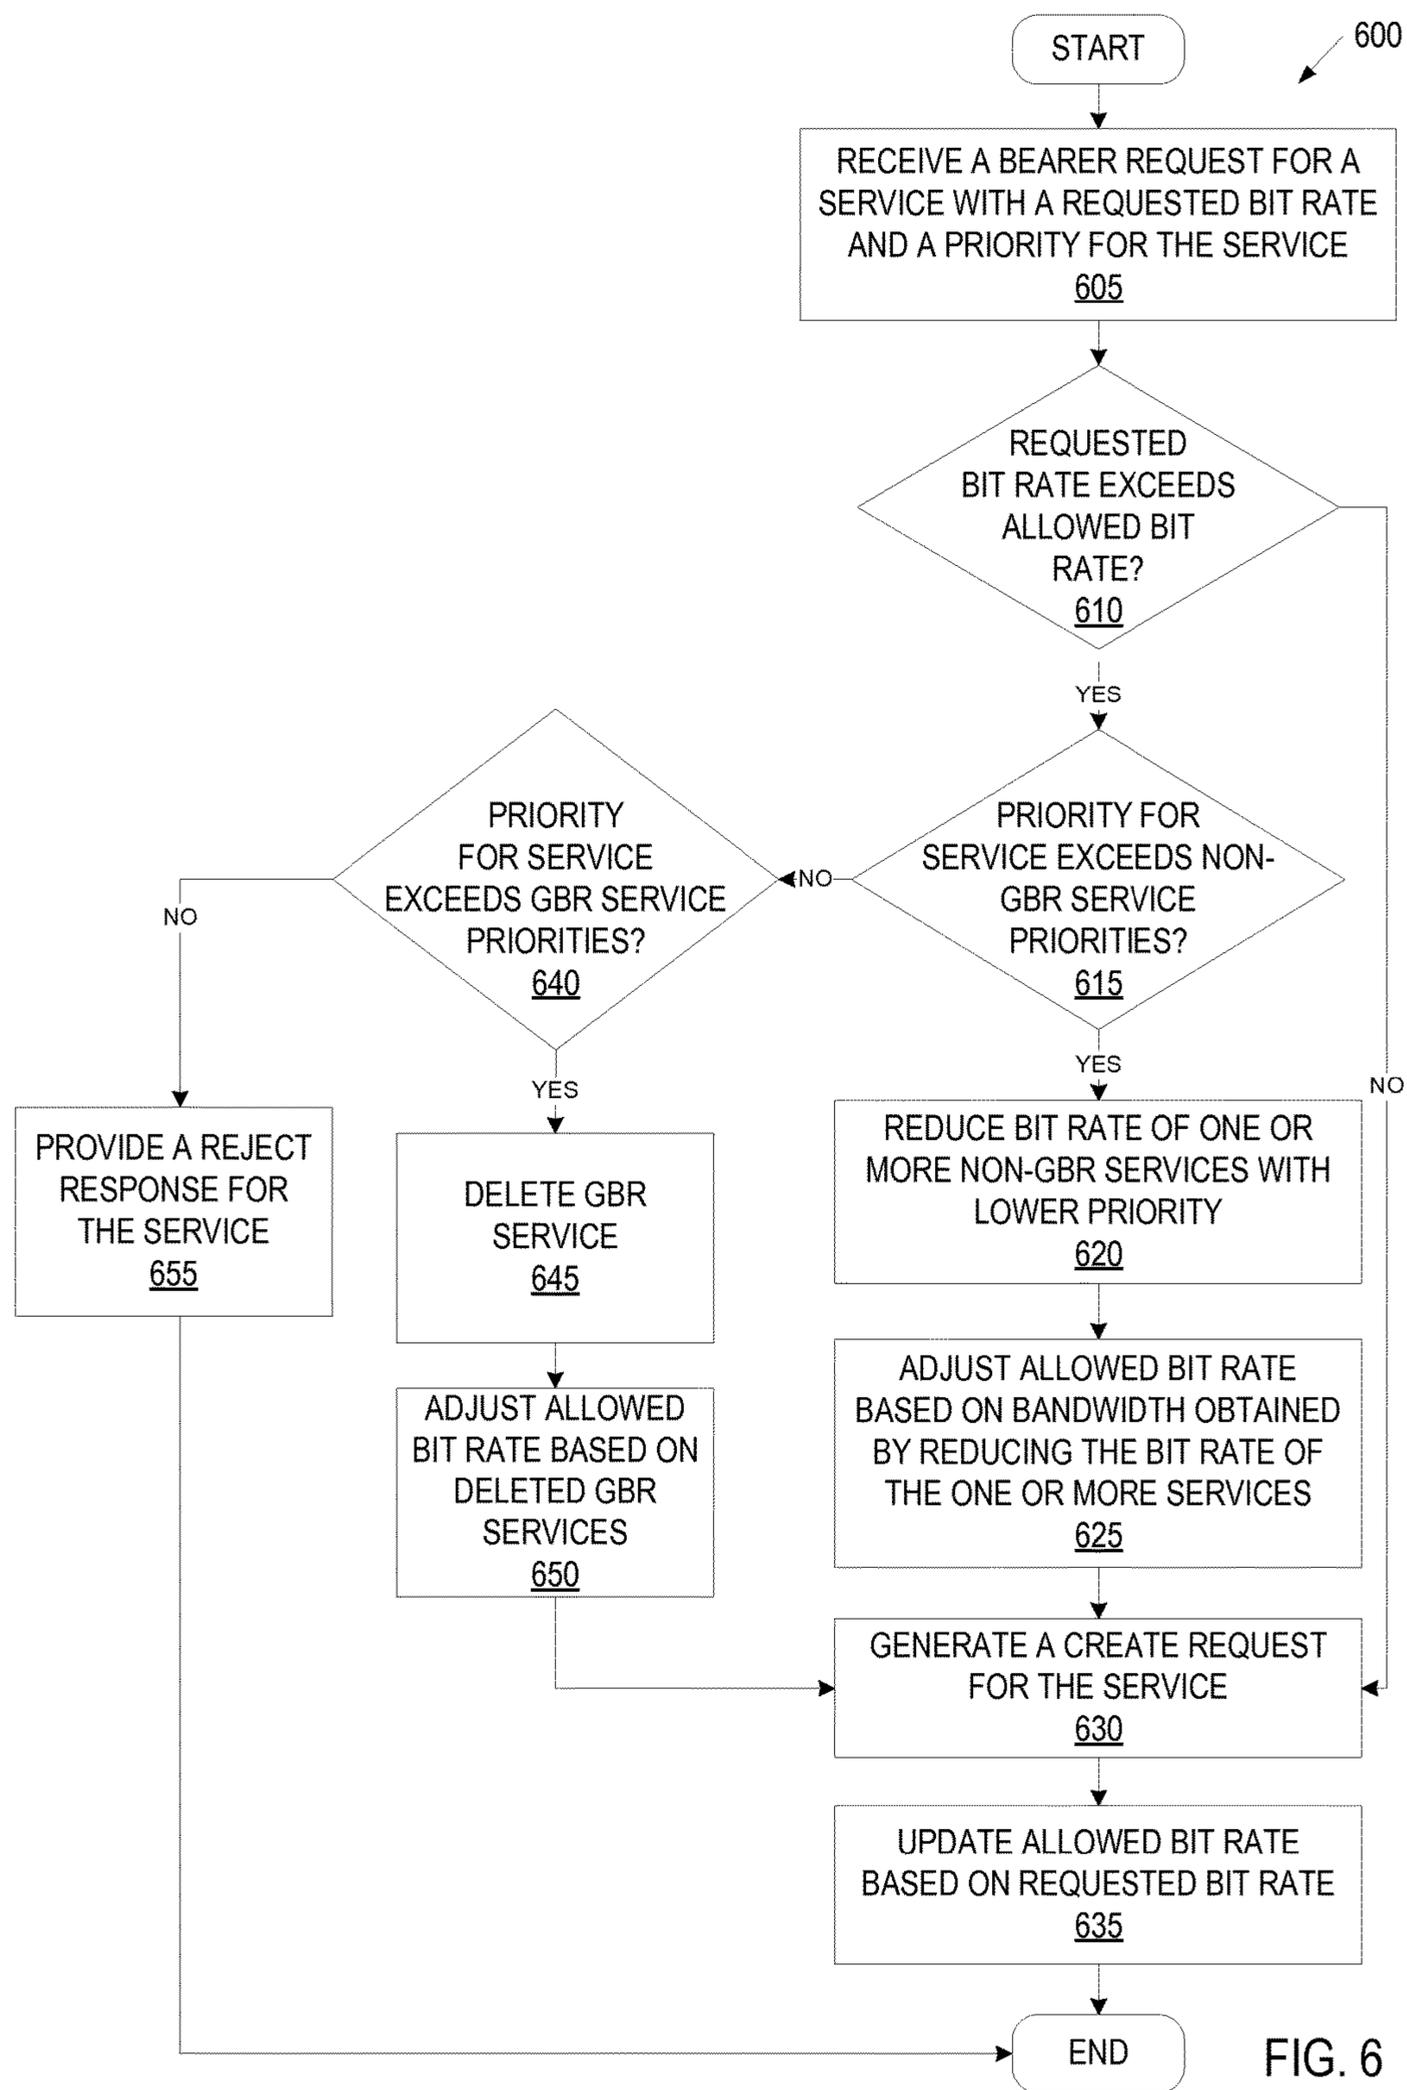 START
600
RECEIVE A BEARER REQUEST FOR A
SERVICE WITH A REQUESTED BIT RATE
AND A PRIORITY FOR THE SERVICE
605
REQUESTED
BIT RATE EXCEEDS
ALLOWED BIT
RATE?
610
YES
PRIORITY FOR
SERVICE EXCEEDS NON-
GBR SERVICE
PRIORITIES?
615
NO
PRIORITY
FOR SERVICE
EXCEEDS GBR SERVICE
PRIORITIES?
640
NO
YES
YES
NO
PROVIDE A REJECT
RESPONSE FOR
THE SERVICE
655
DELETE GBR
SERVICE
645
REDUCE BIT RATE OF ONE OR
MORE NON-GBR SERVICES WITH
LOWER PRIORITY
620
ADJUST ALLOWED
BIT RATE BASED ON
DELETED GBR
SERVICES
650
ADJUST ALLOWED BIT RATE
BASED ON BANDWIDTH OBTAINED
BY REDUCING THE BIT RATE OF
THE ONE OR MORE SERVICES
625
GENERATE A CREATE REQUEST
FOR THE SERVICE
630
UPDATE ALLOWED BIT RATE
BASED ON REQUESTED BIT RATE
635
END
FIG. 6